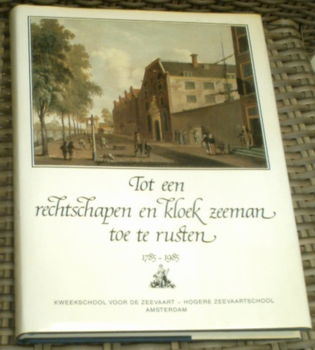 Tot een
rechtschapen en kloek zeeman
toe te rusten
1785-1985
KWEEKSCHOOL VOOR DE ZEEVAART - HOGERE ZEEVAARTSCHOOL
AMSTERDAM